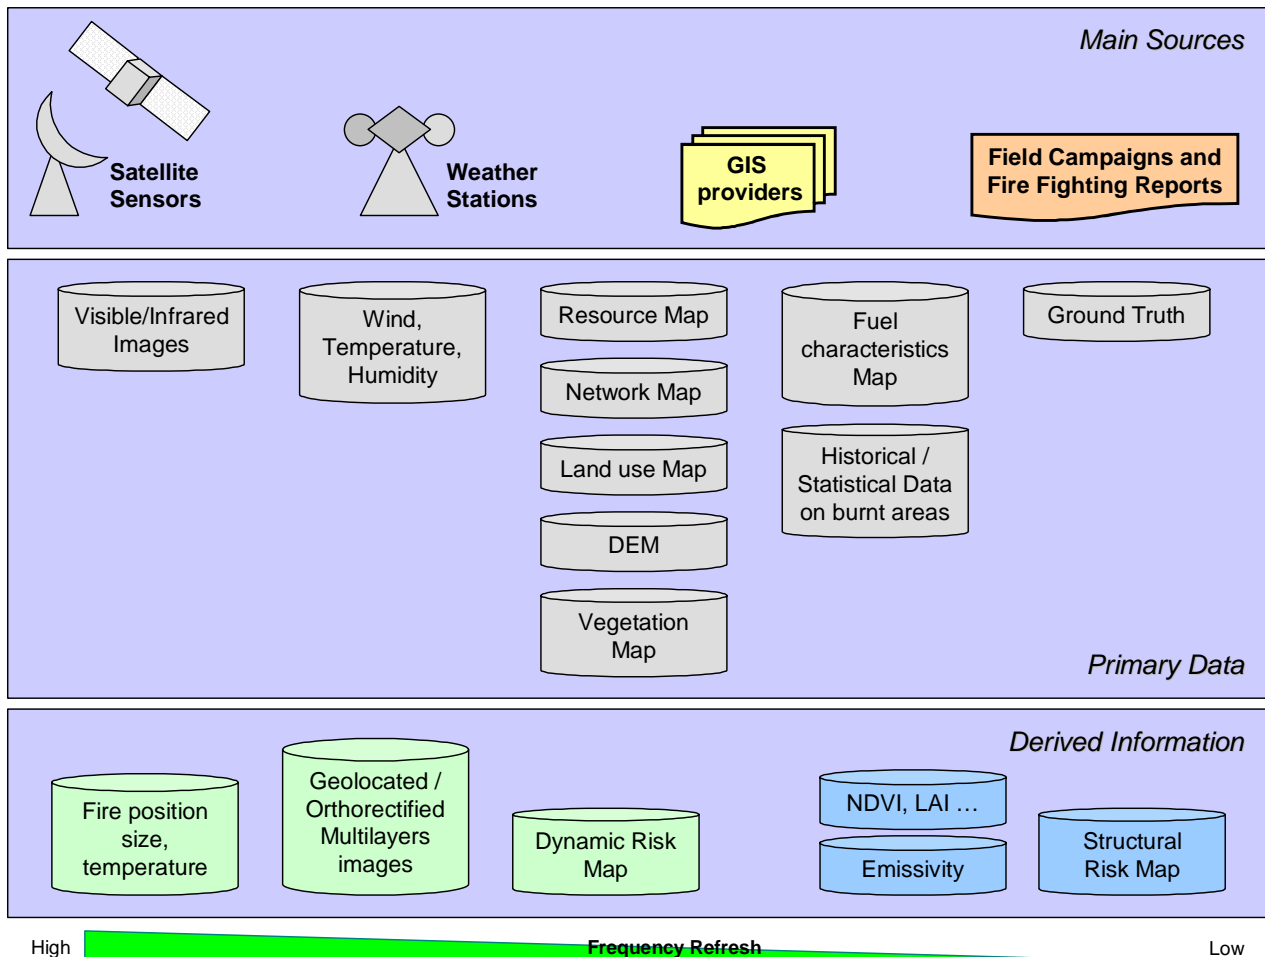 Main Sources
Satellite
Sensors
Weather
Stations
GIS
providers
Field Campaigns and
Fire Fighting Reports
Visible/Infrared
Images
Wind,
Temperature,
Humidity
Resource Map
Network Map
Land use Map
DEM
Vegetation
Map
Fuel
characteristics
Map
Historical /
Statistical Data
on burnt areas
Ground Truth
Primary Data
Derived Information
Fire position
size,
temperature
Geolocated /
Orthorectified
Multilayers
images
Dynamic Risk
Map
NDVI, LAI …
Emissivity
Structural
Risk Map
High
Frequency Refresh
Low